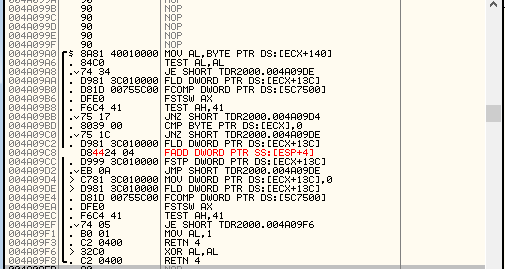 004A099A 90 NOP
004A099B 90 NOP
004A099C 90 NOP
004A099D 90 NOP
004A099E 90 NOP
004A099F 90 NOP
004A09A0 $ 8A81 40010000 MOV AL,BYTE PTR DS:[ECX+140]
004A09A6 . 84C0 TEST AL,AL
004A09A8 . 74 34 JE SHORT TDR2000.004A09DE
004A09AA . D981 3C010000 FLD DWORD PTR DS:[ECX+13C]
004A09B0 . D81D 00755C00 FCOMP DWORD PTR DS:[5C7500]
004A09B6 . DFE0 FSTSW AX
004A09B8 . F6C4 41 TEST AH,41
004A09BB . 75 17 JNZ SHORT TDR2000.004A09D4
004A09BD . 8039 00 CMP BYTE PTR DS:[ECX],0
004A09C0 . 75 1C JNZ SHORT TDR2000.004A09DE
004A09C2 . D981 3C010000 FLD DWORD PTR DS:[ECX+13C]
004A09C8 . D84424 04 FADD DWORD PTR SS:[ESP+4]
004A09CC . D999 3C010000 FSTP DWORD PTR DS:[ECX+13C]
004A09D2 . EB 0A JMP SHORT TDR2000.004A09DE
004A09D4 > C781 3C010000 MOV DWORD PTR DS:[ECX+13C],0
004A09DE > D981 3C010000 FLD DWORD PTR DS:[ECX+13C]
004A09E4 . D81D 00755C00 FCOMP DWORD PTR DS:[5C7500]
004A09EA . DFE0 FSTSW AX
004A09EC . F6C4 41 TEST AH,41
004A09EF . 74 05 JE SHORT TDR2000.004A09F6
004A09F1 . B0 01 MOV AL,1
004A09F3 . C2 0400 RETN 4
004A09F6 > 32C0 XOR AL,AL
004A09F8 . C2 0400 RETN 4